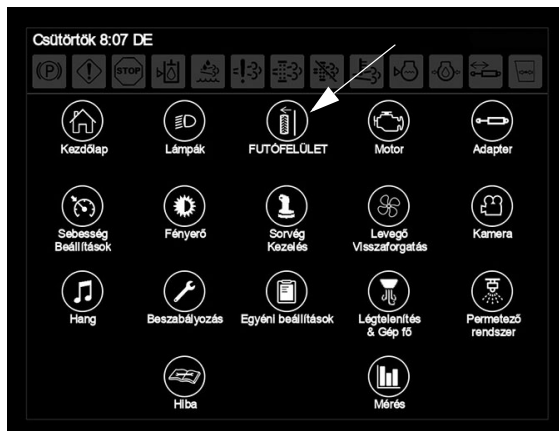 Csütörtök 8:07 DE
(P) STOP
Kezdőlap Lámpák FUTÓFELÜLET Motor Adapter
Sebesség Beállítások Fényerő Sorvég Kezelés Levegő Visszaforgatás Kamera
Hang Beszabályozás Egyéni beállítások Légtelenítés & Gép fő Permetező rendszer
Hiba Mérés